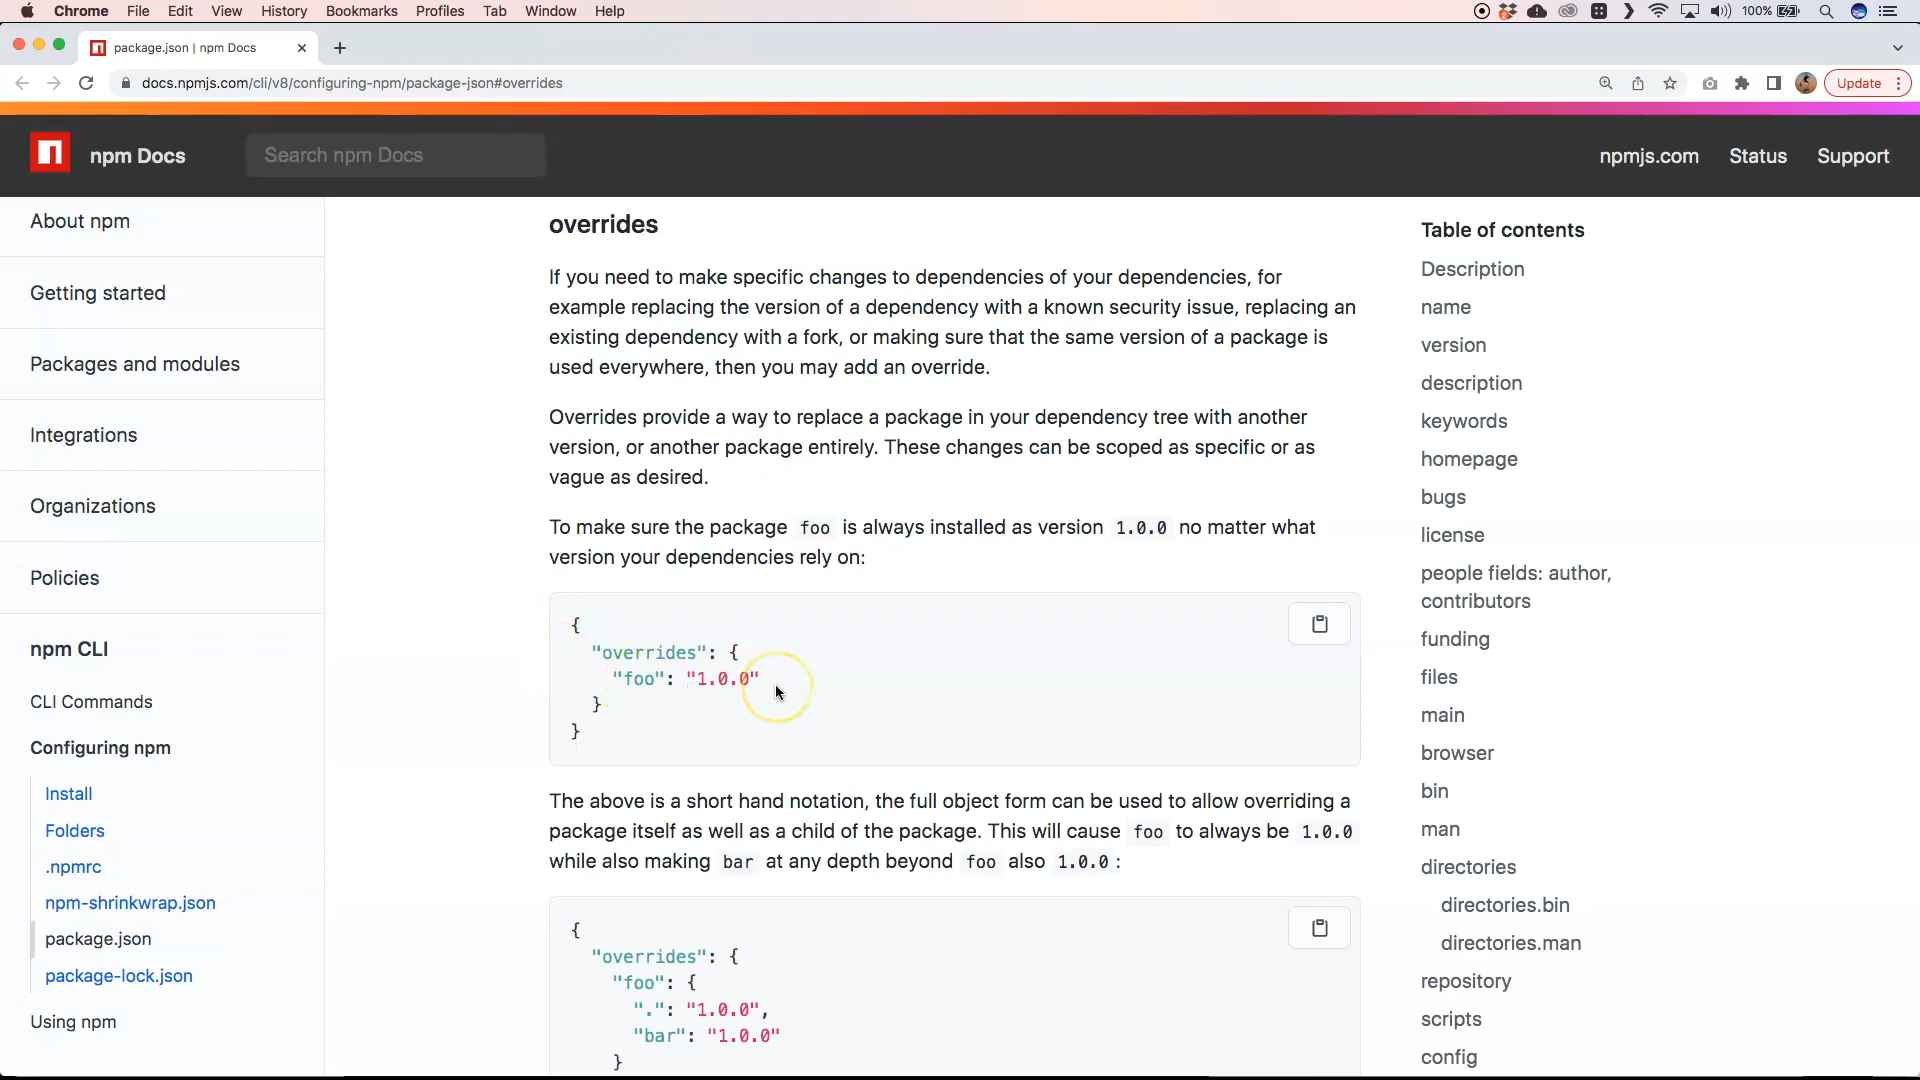 Chrome File Edit View History Bookmarks Profiles Tab Window Help 100%
package.json | npm Docs
docs.npmjs.com/cli/v8/configuring-npm/package-json#overrides
Update
npm Docs
Search npm Docs
npmjs.com Status Support
About npm
Getting started
Packages and modules
Integrations
Organizations
Policies
npm CLI
CLI Commands
Configuring npm
Install
Folders
.npmrc
npm-shrinkwrap.json
package.json
package-lock.json
Using npm
overrides
If you need to make specific changes to dependencies of your dependencies, for
example replacing the version of a dependency with a known security issue, replacing an
existing dependency with a fork, or making sure that the same version of a package is
used everywhere, then you may add an override.
Overrides provide a way to replace a package in your dependency tree with another
version, or another package entirely. These changes can be scoped as specific or as
vague as desired.
To make sure the package foo is always installed as version 1.0.0 no matter what
version your dependencies rely on:
{
"overrides": {
"foo": "1.0.0"
}
}
The above is a short hand notation, the full object form can be used to allow overriding a
package itself as well as a child of the package. This will cause foo to always be 1.0.0
while also making bar at any depth beyond foo also 1.0.0 :
{
"overrides": {
"foo": {
".": "1.0.0",
"bar": "1.0.0"
}
Table of contents
Description
name
version
description
keywords
homepage
bugs
license
people fields: author,
contributors
funding
files
main
browser
bin
man
directories
directories.bin
directories.man
repository
scripts
config